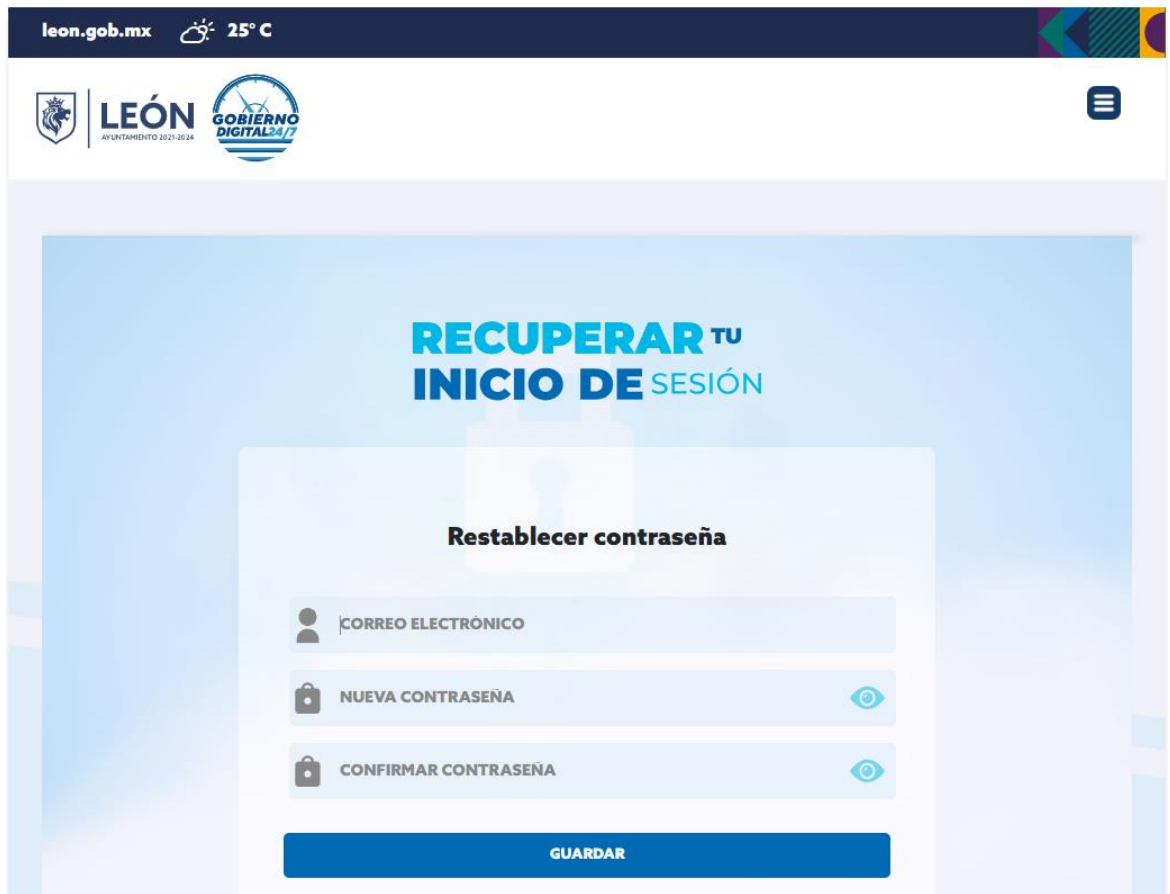 leon.gob.mx 25° C
LEÓN
AYUNTAMIENTO 2021-2024
GOBIERNO
DIGITAL24/7
RECUPERAR TU
INICIO DE SESIÓN
Restablecer contraseña
CORREO ELECTRÓNICO
NUEVA CONTRASEÑA
CONFIRMAR CONTRASEÑA
GUARDAR